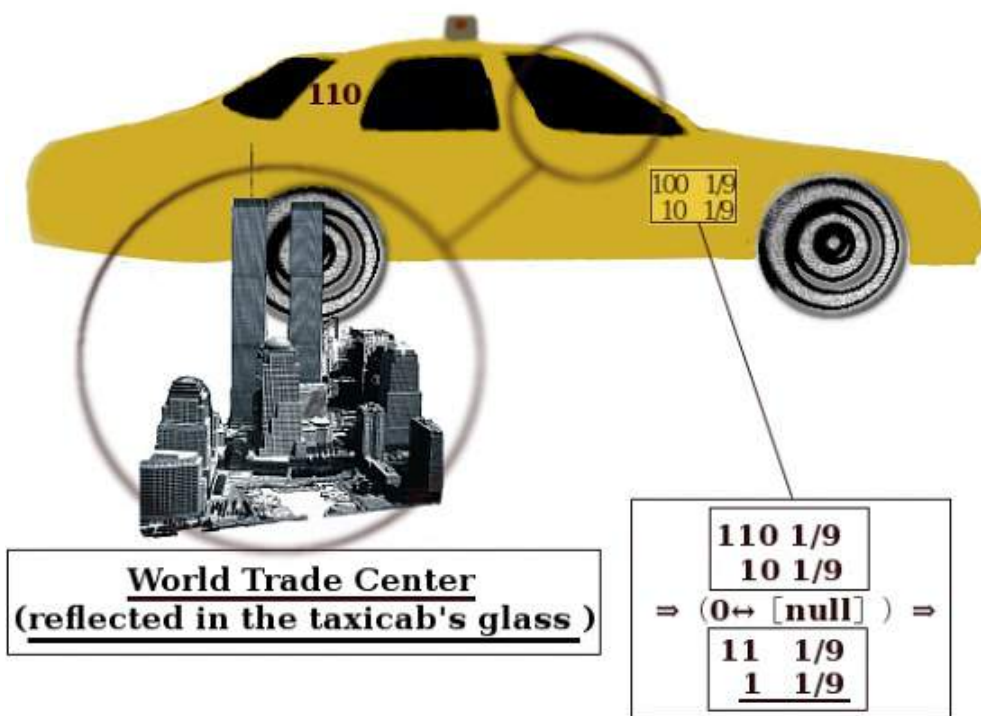 110
100 1/9
10 1/9
World Trade Center
(reflected in the taxicab's glass )
110 1/9
10 1/9
⇒ (0↔ [null] ) ⇒
11 1/9
1 1/9